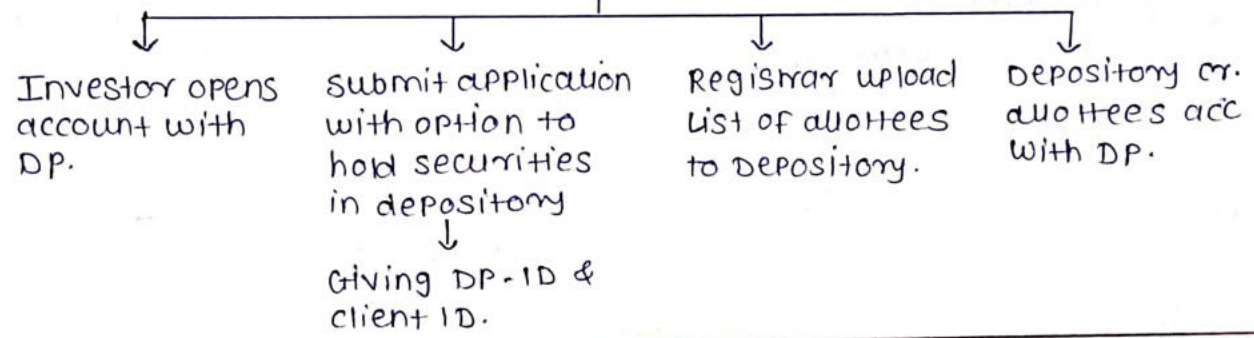 Investor opens
account with
DP.
submit application
with option to
hold securities
in depository
Giving DP-ID &
client ID.
Registrar upload
List of allottees
to Depository.
Depository cr.
allottees acc
with DP.